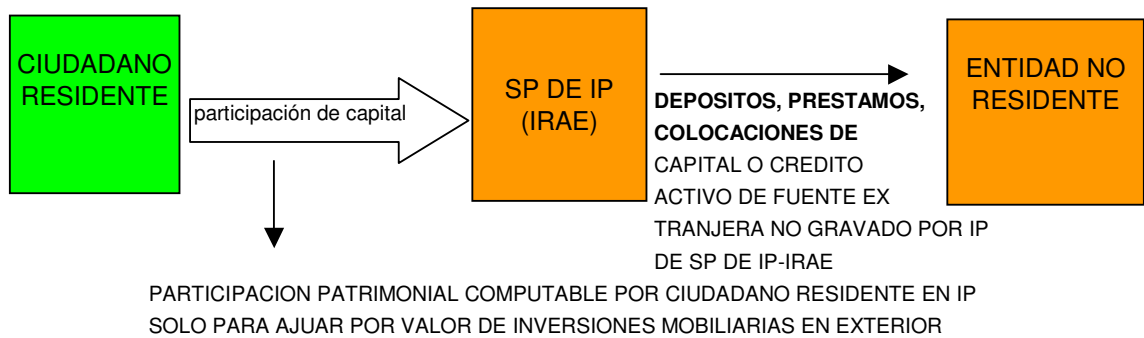 CIUDADANO
RESIDENTE
participación de capital
SP DE IP
(IRAE)
DEPOSITOS, PRESTAMOS,
COLOCACIONES DE
CAPITAL O CREDITO
ACTIVO DE FUENTE EX
TRANJERA NO GRAVADO POR IP
DE SP DE IP-IRAE
ENTIDAD NO
RESIDENTE
PARTICIPACION PATRIMONIAL COMPUTABLE POR CIUDADANO RESIDENTE EN IP
SOLO PARA AJUAR POR VALOR DE INVERSIONES MOBILIARIAS EN EXTERIOR